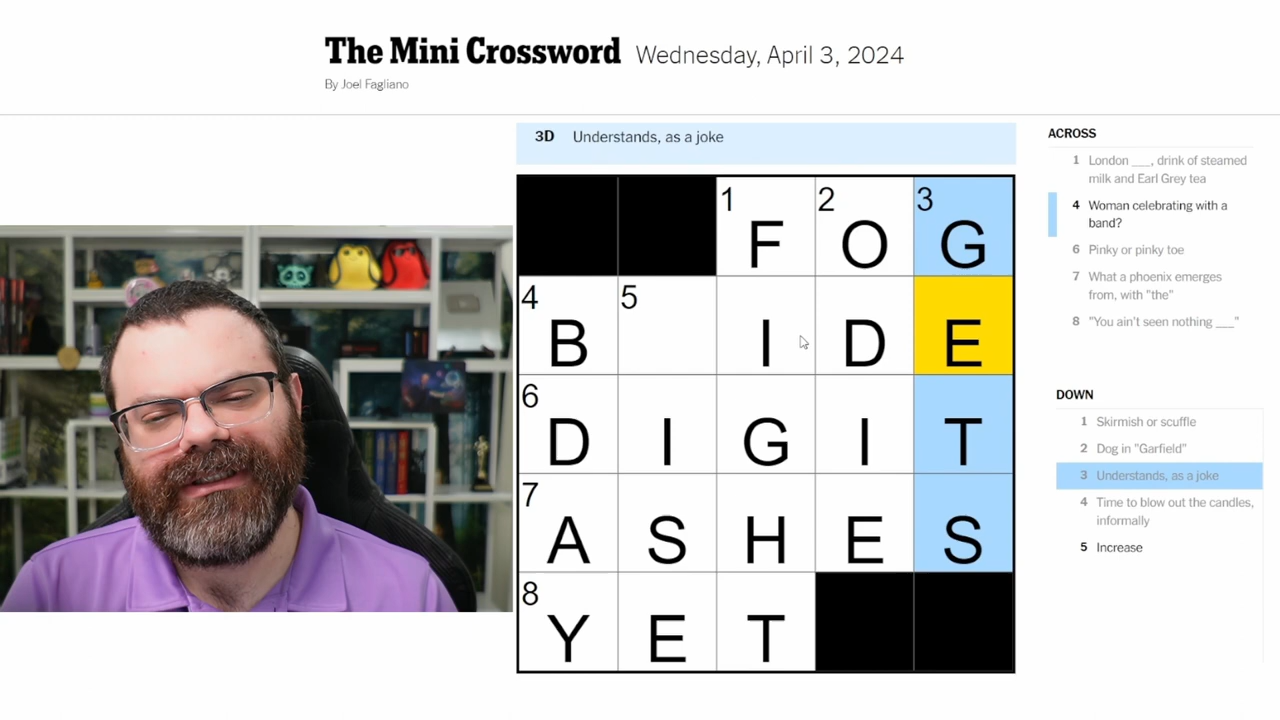 The Mini Crossword Wednesday, April 3, 2024
By Joel Fagliano
3D Understands, as a joke
1 2 3
F O G
4 5
B I D E
6
D I G I T
7
A S H E S
8
Y E T
ACROSS
1 London ___, drink of steamed
milk and Earl Grey tea
4 Woman celebrating with a
band?
6 Pinky or pinky toe
7 What a phoenix emerges
from, with "the"
8 "You ain't seen nothing ___"
DOWN
1 Skirmish or scuffle
2 Dog in "Garfield"
3 Understands, as a joke
4 Time to blow out the candles,
informally
5 Increase